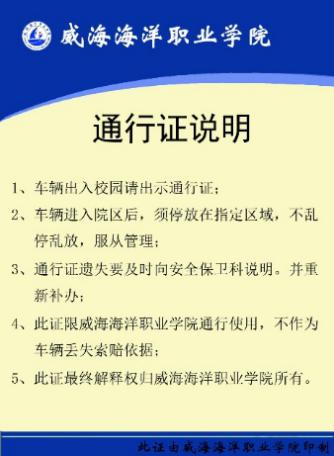 威海海洋职业学院
通行证说明
1、车辆出入校园请出示通行证；
2、车辆进入院区后，须停放在指定区域，不乱
停乱放，服从管理；
3、通行证遗失要及时向安全保卫科说明。并重
新补办；
4、此证限威海海洋职业学院通行使用，不作为
车辆丢失索赔依据；
5、此证最终解释权归威海海洋职业学院所有。
此证由威海海洋职业学院印制